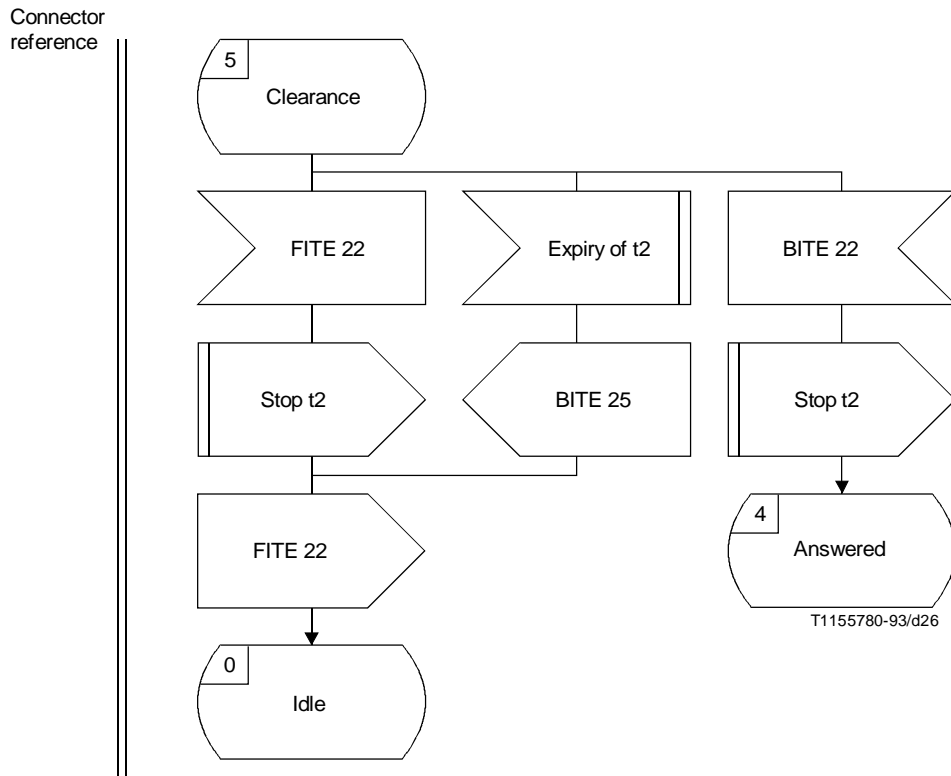 Connector
reference
5
Clearance
FITE 22
Expiry of t2
BITE 22
Stop t2
BITE 25
Stop t2
FITE 22
4
Answered
T1155780-93/d26
0
Idle